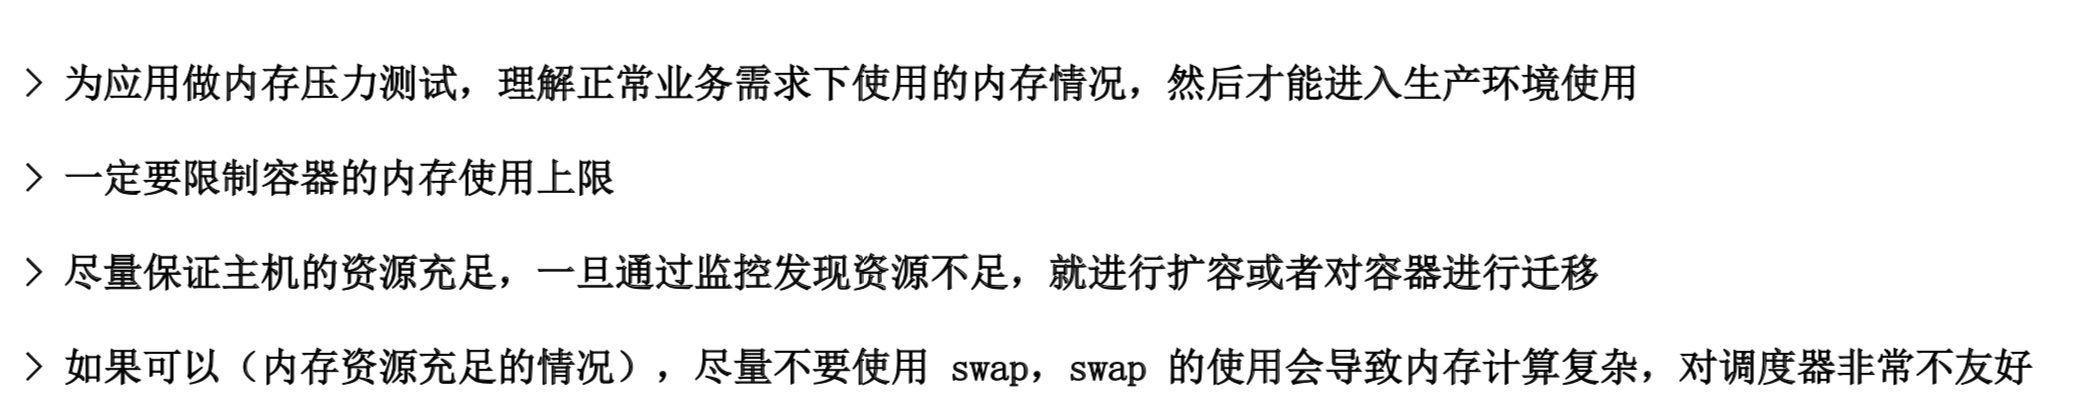 > 为应用做内存压力测试，理解正常业务需求下使用的内存情况，然后才能进入生产环境使用
> 一定要限制容器的内存使用上限
> 尽量保证主机的资源充足，一旦通过监控发现资源不足，就进行扩容或者对容器进行迁移
> 如果可以（内存资源充足的情况），尽量不要使用 swap，swap 的使用会导致内存计算复杂，对调度器非常不友好